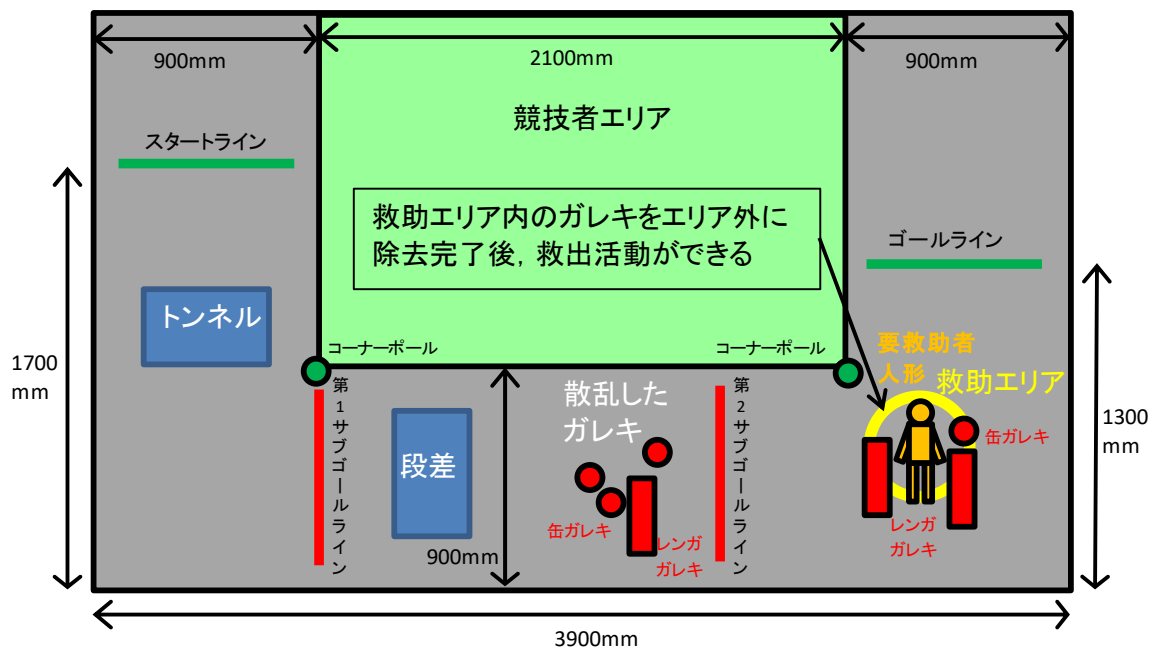 900mm
2100mm
900mm
競技者エリア
スタートライン
救助エリア内のガレキをエリア外に
除去完了後，救出活動ができる
ゴールライン
トンネル
コーナーポール
コーナーポール
要救助者
人形
救助エリア
1700
mm
第1サブゴールライン
段差
散乱した
ガレキ
第2サブゴールライン
缶ガレキ
1300
mm
缶ガレキ
レンガ
ガレキ
レンガ
ガレキ
900mm
3900mm